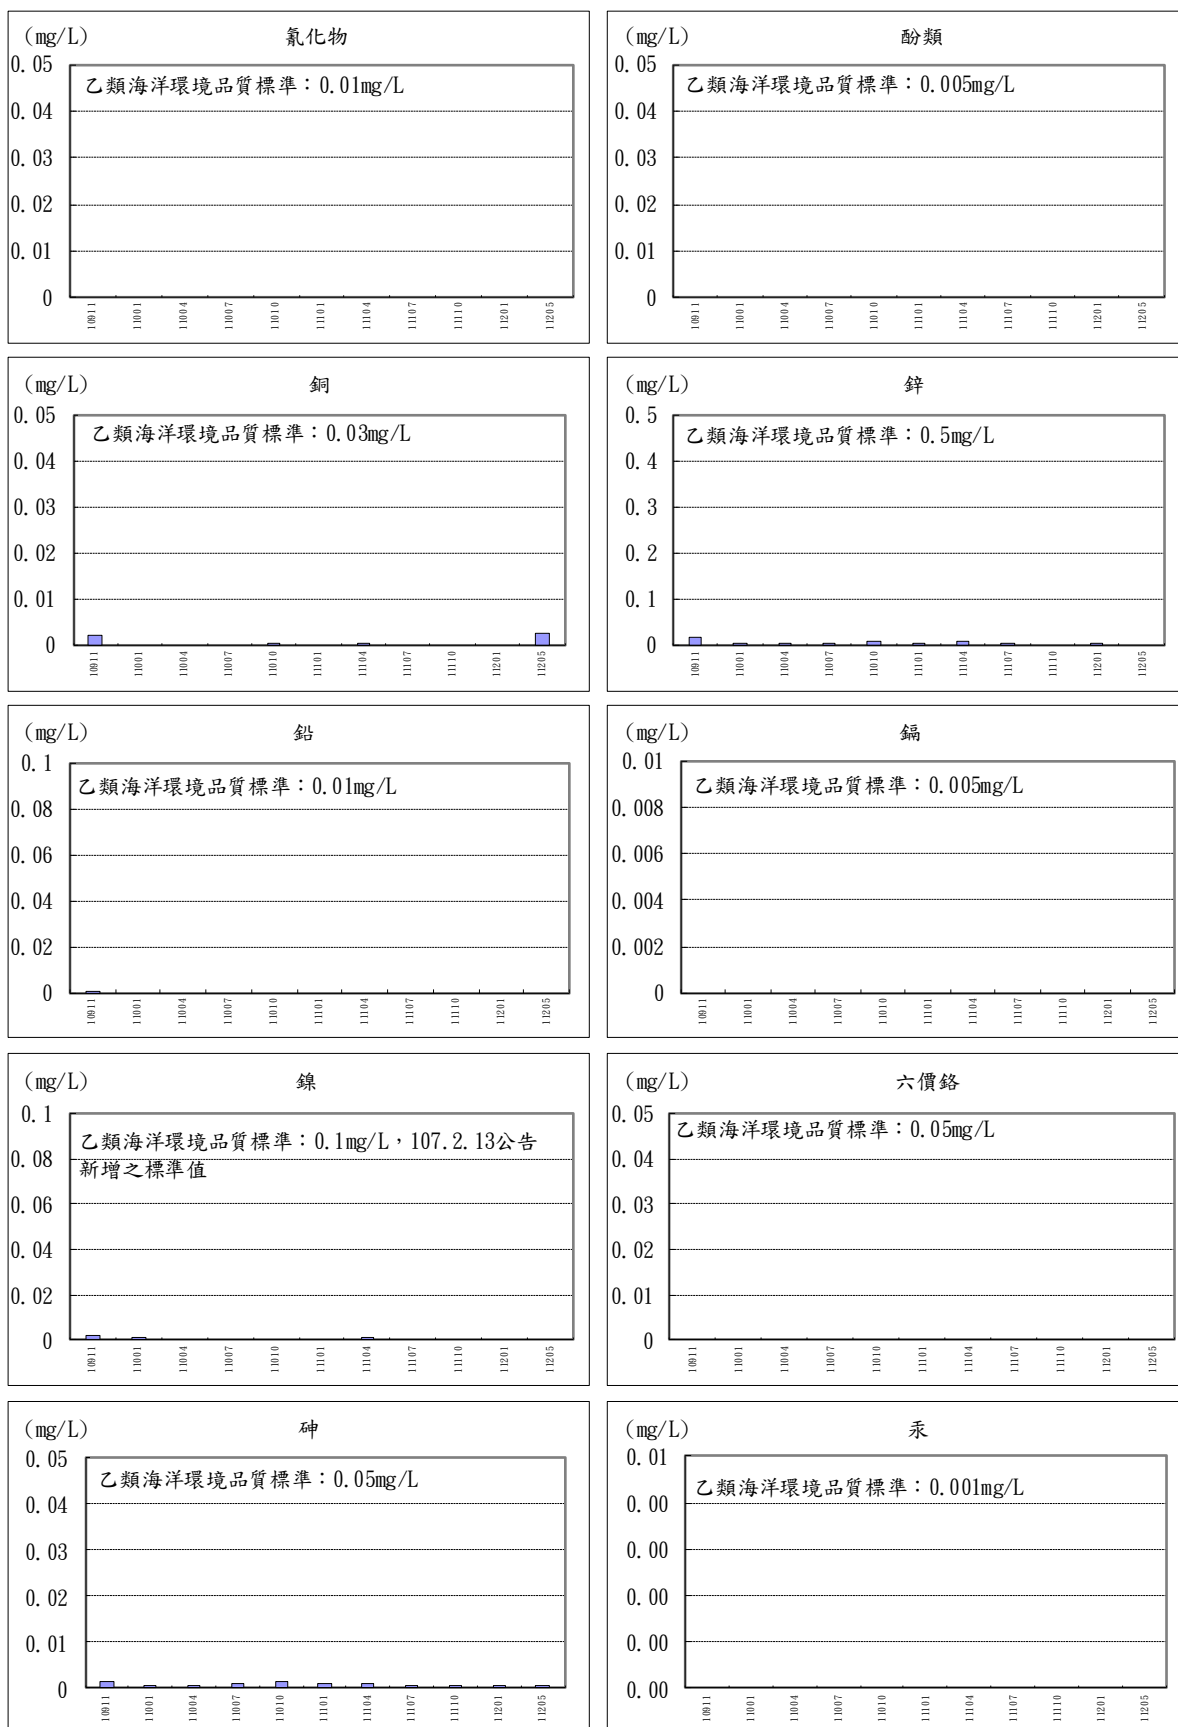 (mg/L) 氰化物
乙類海洋環境品質標準：0.01mg/L
0.05
0.04
0.03
0.02
0.01
0
10911 11001 11004 11007 11010 11101 11104 11107 11110 11201 11205
(mg/L) 酚類
乙類海洋環境品質標準：0.005mg/L
0.05
0.04
0.03
0.02
0.01
0
10911 11001 11004 11007 11010 11101 11104 11107 11110 11201 11205
(mg/L) 銅
乙類海洋環境品質標準：0.03mg/L
0.05
0.04
0.03
0.02
0.01
0
10911 11001 11004 11007 11010 11101 11104 11107 11110 11201 11205
(mg/L) 鋅
乙類海洋環境品質標準：0.5mg/L
0.5
0.4
0.3
0.2
0.1
0
10911 11001 11004 11007 11010 11101 11104 11107 11110 11201 11205
(mg/L) 鉛
乙類海洋環境品質標準：0.01mg/L
0.1
0.08
0.06
0.04
0.02
0
10911 11001 11004 11007 11010 11101 11104 11107 11110 11201 11205
(mg/L) 鎘
乙類海洋環境品質標準：0.005mg/L
0.01
0.008
0.006
0.004
0.002
0
10911 11001 11004 11007 11010 11101 11104 11107 11110 11201 11205
(mg/L) 鎳
乙類海洋環境品質標準：0.1mg/L，107.2.13公告
新增之標準值
0.1
0.08
0.06
0.04
0.02
0
10911 11001 11004 11007 11010 11101 11104 11107 11110 11201 11205
(mg/L) 六價鉻
乙類海洋環境品質標準：0.05mg/L
0.05
0.04
0.03
0.02
0.01
0
10911 11001 11004 11007 11010 11101 11104 11107 11110 11201 11205
(mg/L) 砷
乙類海洋環境品質標準：0.05mg/L
0.05
0.04
0.03
0.02
0.01
0
10911 11001 11004 11007 11010 11101 11104 11107 11110 11201 11205
(mg/L) 汞
乙類海洋環境品質標準：0.001mg/L
0.01
0.00
0.00
0.00
0.00
0.00
10911 11001 11004 11007 11010 11101 11104 11107 11110 11201 11205